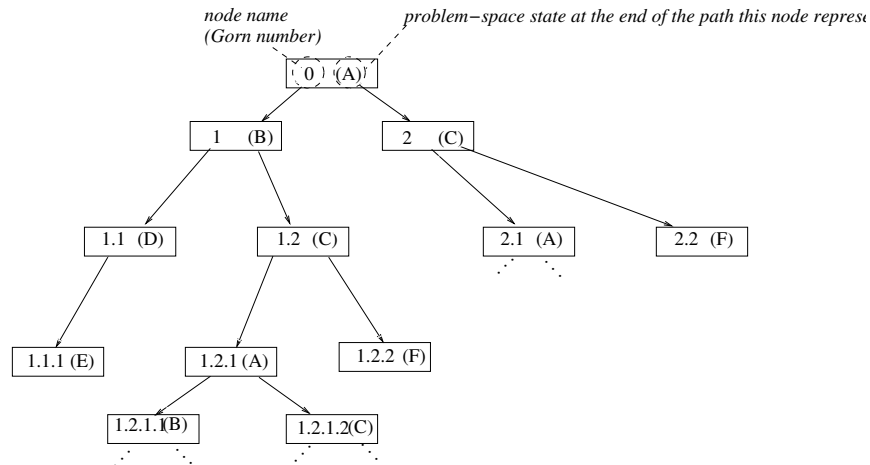 node name
(Gorn number)
problem−space state at the end of the path this node
0 (A)
1 (B)
2 (C)
1.1 (D)
1.2 (C)
2.1 (A)
2.2 (F)
1.1.1 (E)
1.2.1 (A)
1.2.2 (F)
1.2.1.1(B)
1.2.1.2(C)